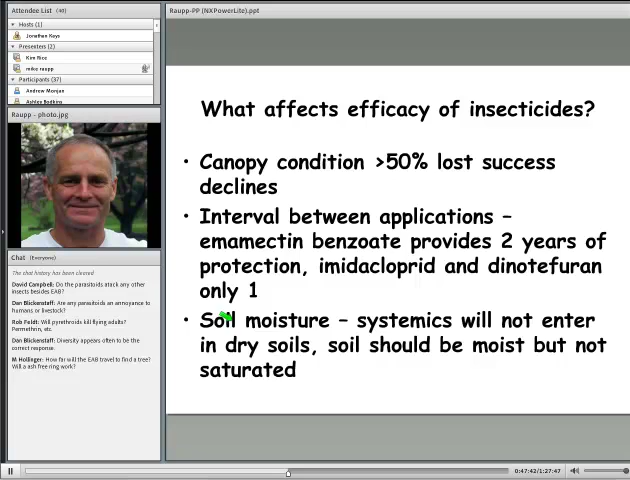 Attendee List (40)
Hosts (1)
Jonathan Kays
Presenters (2)
Kim Rice
mike raupp
Participants (37)
Andrew Monjan
Ashley Bodkins
Raupp - photo.jpg
Chat (Everyone)
The chat history has been cleared
David Campbell: Do the parasitoids atack any other
insects besides EAB?
Dan Blickenstaff: Are any parasitoids an annoyance to
humans or livestock?
Rob Feldt: Will pyrethroids kill flying adults?
Permethrin, etc.
Dan Blickenstaff: Diversity appears often to be the
correct response.
M Hollinger: How far will the EAB travel to find a tree?
Will a ash free ring work?
Raupp-PP (NXPowerLite).ppt
What affects efficacy of insecticides?
• Canopy condition >50% lost success
declines
• Interval between applications –
emamectin benzoate provides 2 years of
protection, imidacloprid and dinotefuran
only 1
• Soil moisture – systemics will not enter
in dry soils, soil should be moist but not
saturated
0:47:42/1:27:47